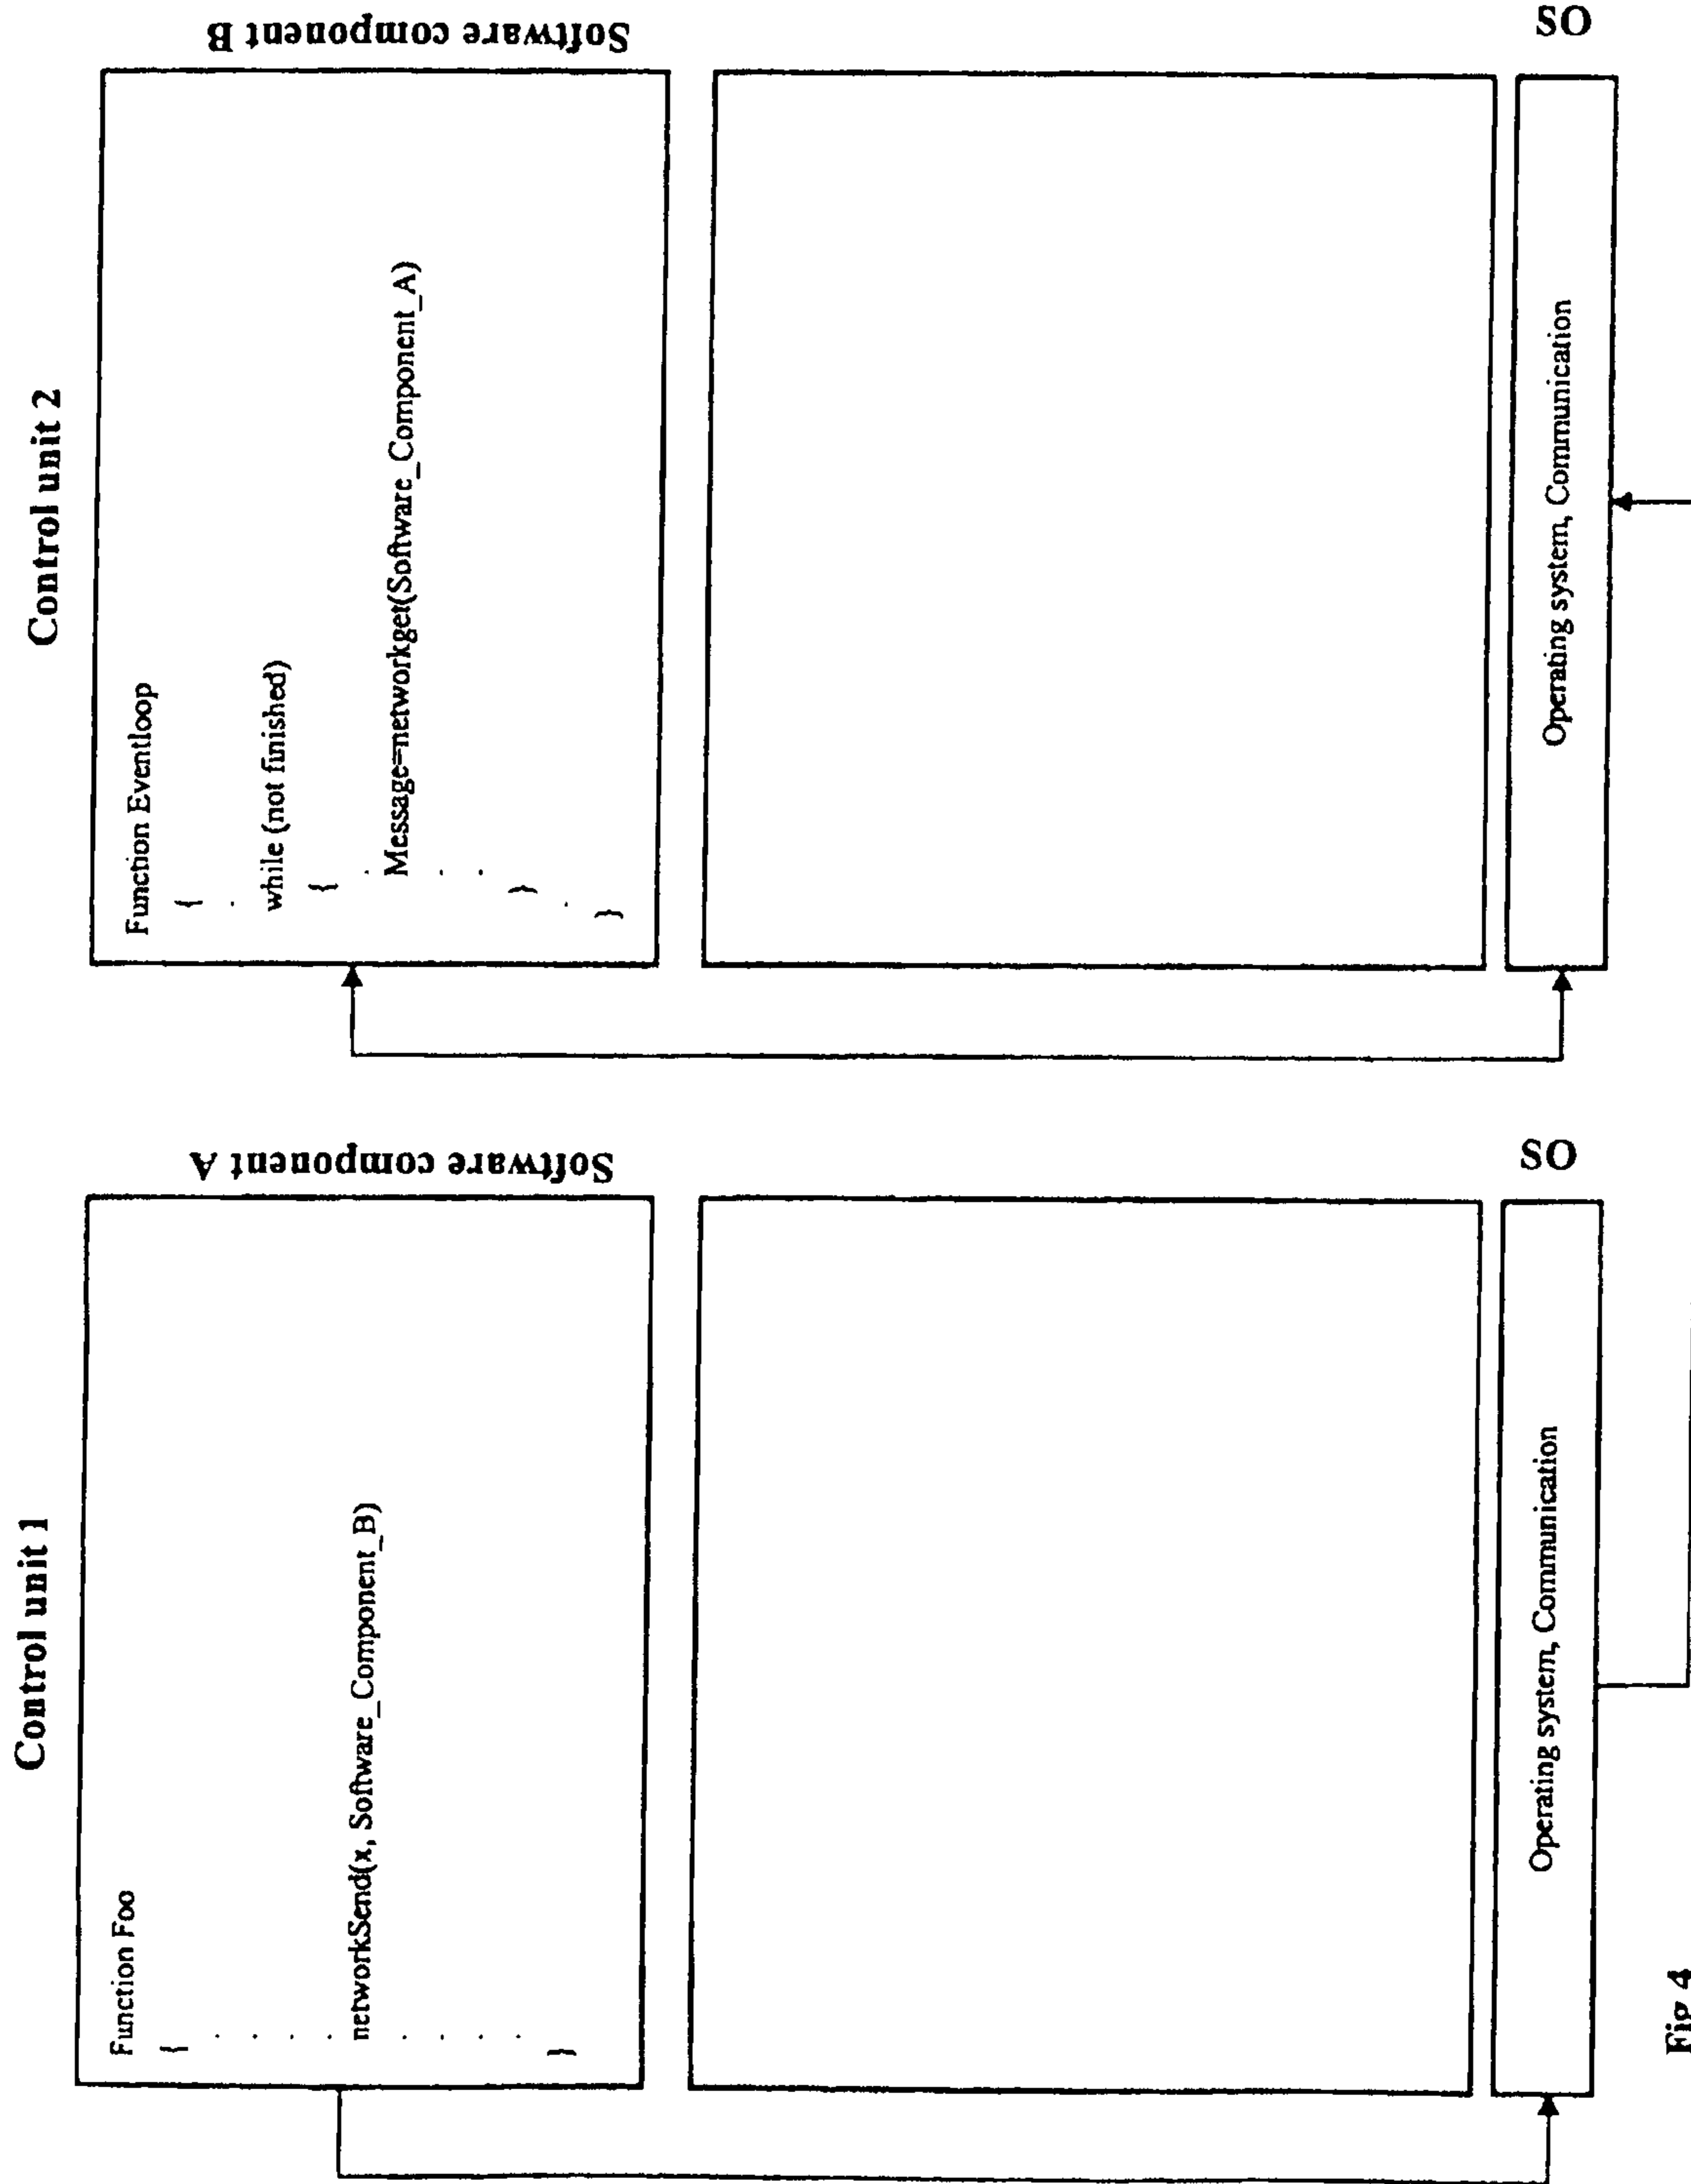 Control unit 1
Function Foo
{
.
.
.
.
networkSend(x, Software_Component_B)
.
.
.
.
}
Software component A
Operating system, Communication
OS
Control unit 2
Function Eventloop
{
.
while (not finished)
{
.
Message=networkget(Software_Component_A)
.
.
}
.
}
Software component B
Operating system, Communication
OS
Fig 4